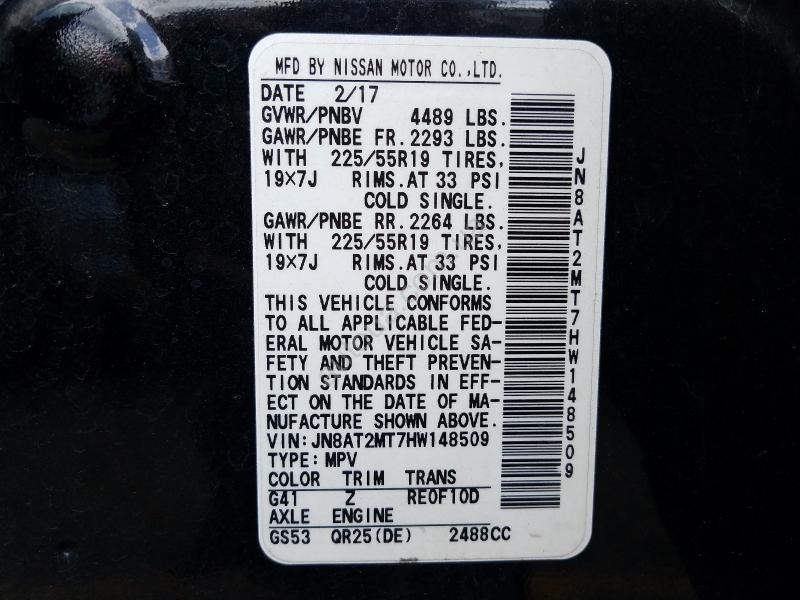 MFD BY NISSAN MOTOR CO.,LTD.
DATE 2/17
GVWR/PNBV 4489 LBS.
GAWR/PNBE FR. 2293 LBS.
WITH 225/55R19 TIRES,
19×7J RIMS. AT 33 PSI
COLD SINGLE.
GAWR/PNBE RR. 2264 LBS.
WITH 225/55R19 TIRES,
19×7J RIMS. AT 33 PSI
COLD SINGLE.
THIS VEHICLE CONFORMS
TO ALL APPLICABLE FED-
ERAL MOTOR VEHICLE SA-
FETY AND THEFT PREVEN-
TION STANDARDS IN EFF-
ECT ON THE DATE OF MA-
NUFACTURE SHOWN ABOVE.
VIN:JN8AT2MT7HW148509
TYPE:MPV
COLOR TRIM TRANS
G41 Z RE0F10D
AXLE ENGINE
GS53 QR25(DE) 2488CC
JN8AT2MT7HW148509